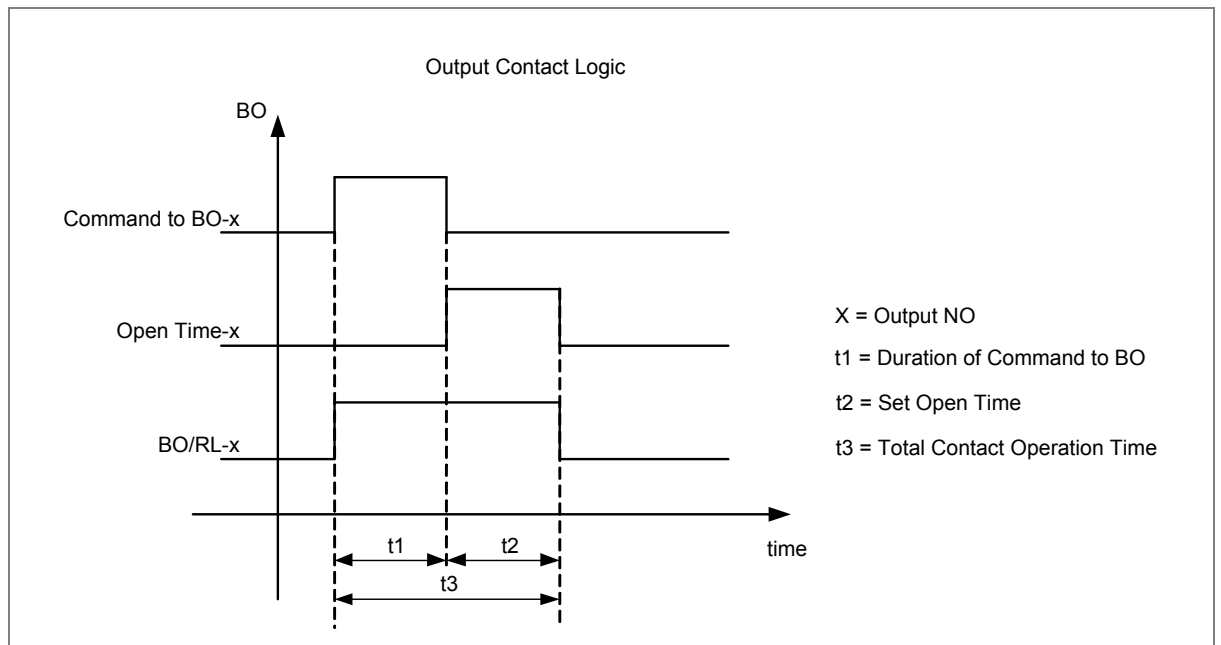 Output Contact Logic
BO
Command to BO-x
Open Time-x
BO/RL-x
X = Output NO
t1 = Duration of Command to BO
t2 = Set Open Time
t3 = Total Contact Operation Time
time
t1
t2
t3